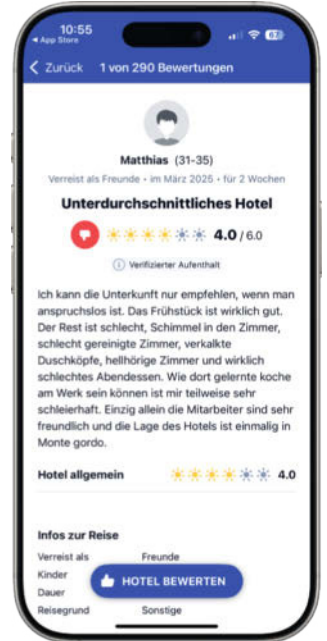 10:55
App Store
67
Zurück
1 von 290 Bewertungen
Matthias (31-35)
Verreist als Freunde • im März 2025 • für 2 Wochen
Unterdurchschnittliches Hotel
4.0 / 6.0
Verifizierter Aufenthalt
Ich kann die Unterkunft nur empfehlen, wenn man
anspruchslos ist. Das Frühstück ist wirklich gut.
Der Rest ist schlecht, Schimmel in den Zimmer,
schlecht gereinigte Zimmer, verkalkte
Duschköpfe, hellhörige Zimmer und wirklich
schlechtes Abendessen. Wie dort gelernte koche
am Werk sein können ist mir teilweise sehr
schleierhaft. Einzig allein die Mitarbeiter sind sehr
freundlich und die Lage des Hotels ist einmalig in
Monte gordo.
Hotel allgemein 4.0
Infos zur Reise
Verreist als Freunde
Kinder
HOTEL BEWERTEN
Dauer
Reisegrund Sonstige